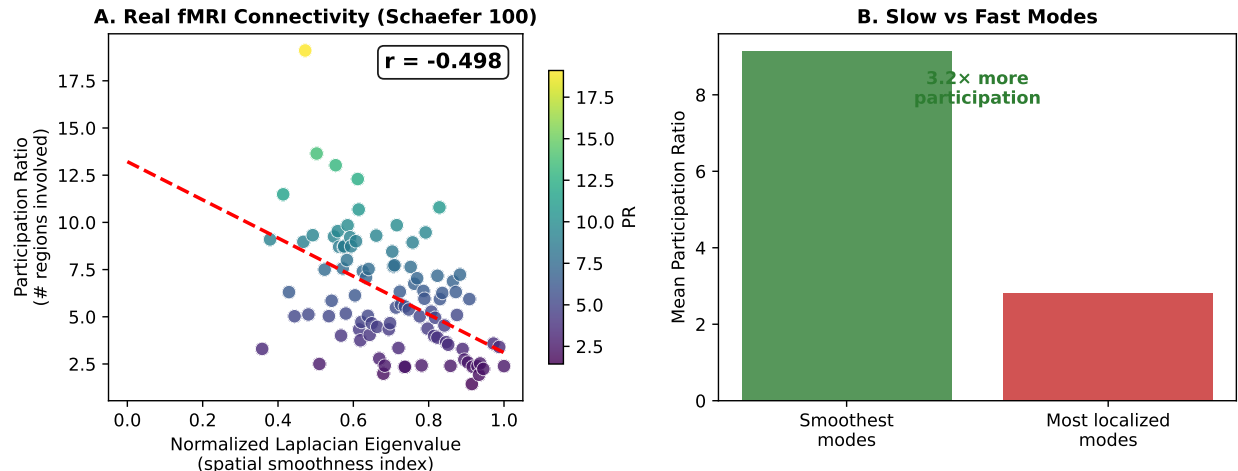 A. Real fMRI Connectivity (Schaefer 100)
r = -0.498
Participation Ratio
(# regions involved)
17.5
15.0
12.5
10.0
7.5
5.0
2.5
0.0
0.2
0.4
0.6
0.8
1.0
Normalized Laplacian Eigenvalue
(spatial smoothness index)
17.5
15.0
12.5
10.0
7.5
5.0
2.5
PR
B. Slow vs Fast Modes
3.2× more
participation
Mean Participation Ratio
8
6
4
2
0
Smoothest
modes
Most localized
modes